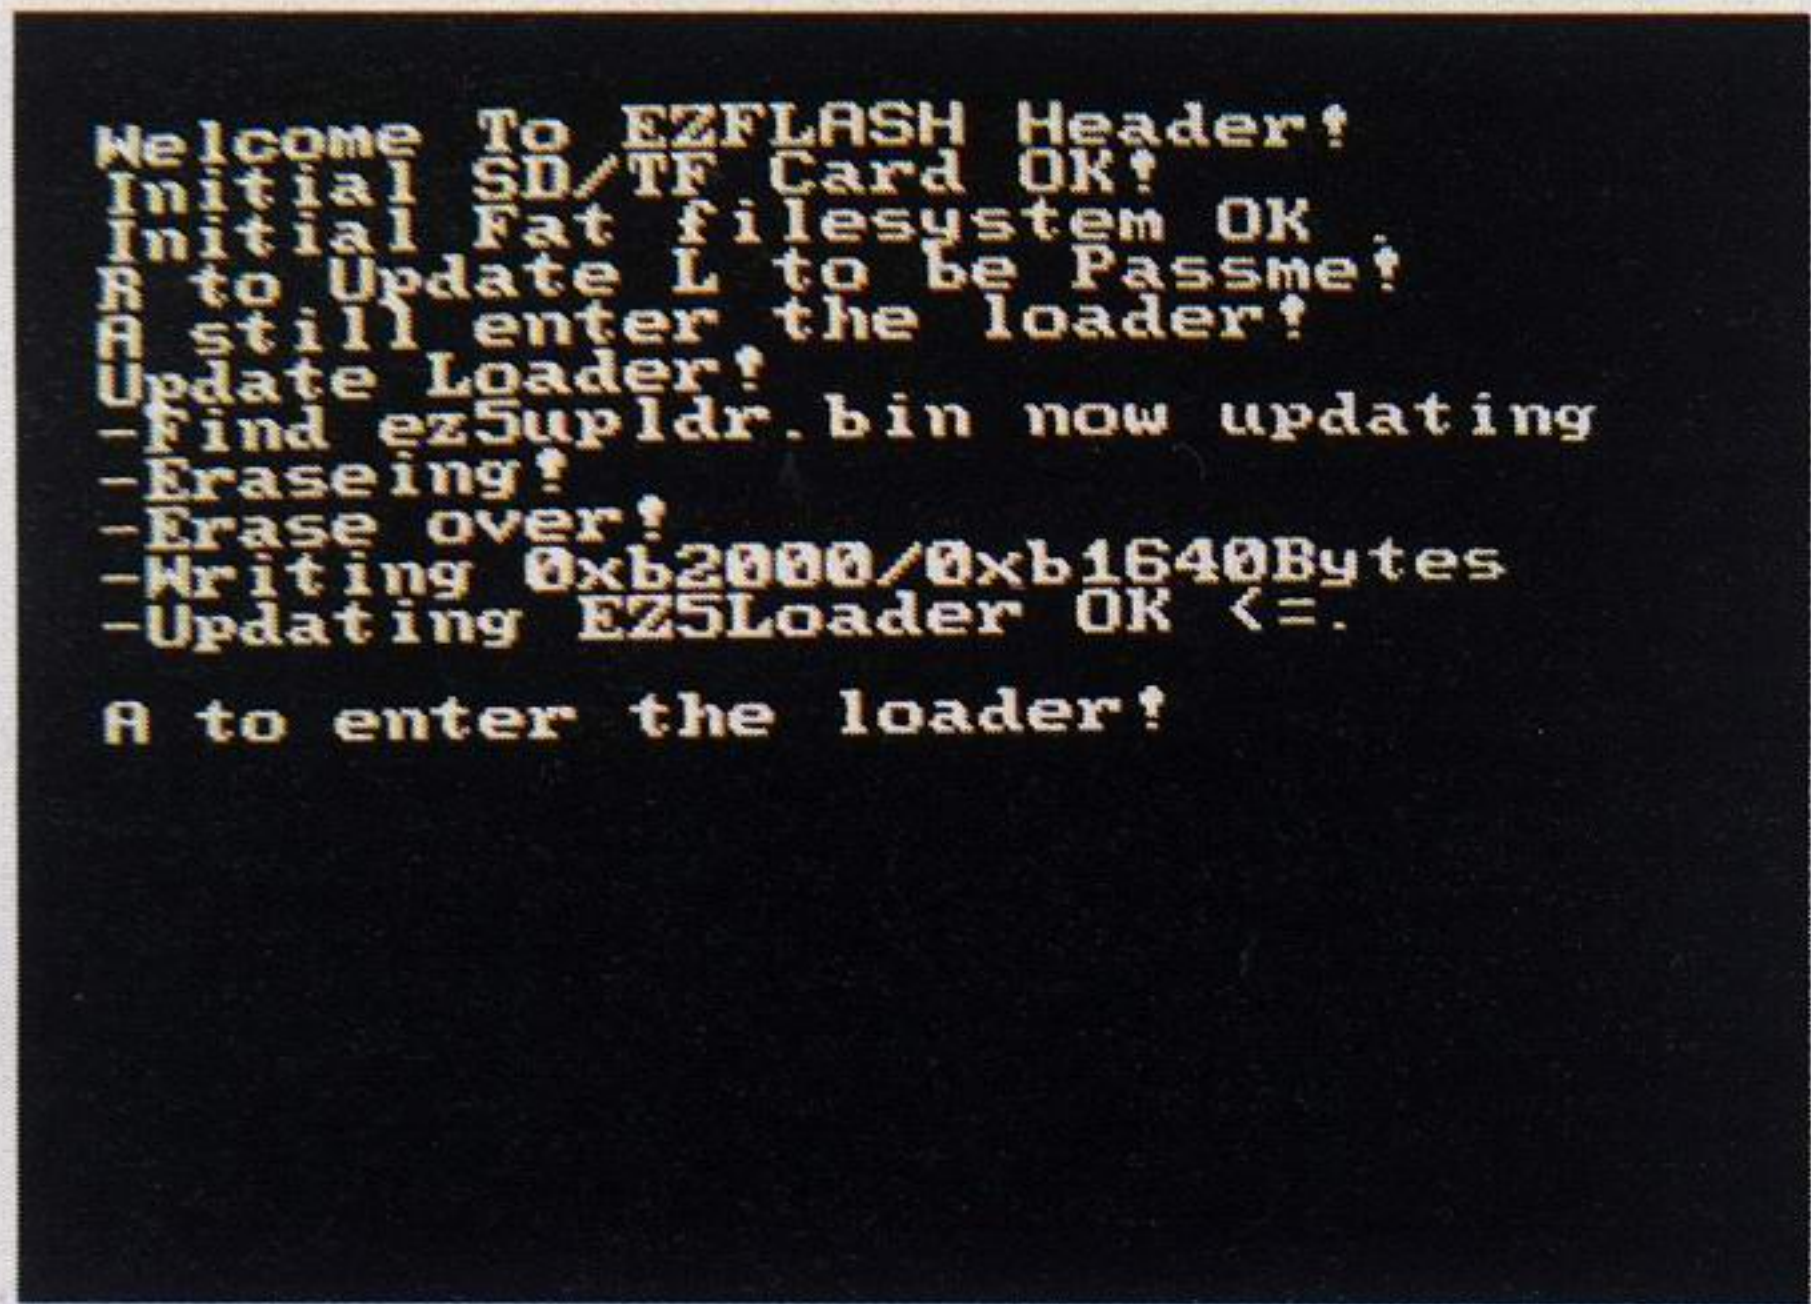 Welcome To EZFLASH Header!
Initial SD/TF Card OK!
Initial Fat filesystem OK .
R to Update L to be Passme!
A still enter the loader!
Update Loader!
-Find ez5upldr.bin now updating
-Eraseing!
-Erase over!
-Writing 0xb2000/0xb1640Bytes
-Updating EZ5Loader OK <=.
A to enter the loader!